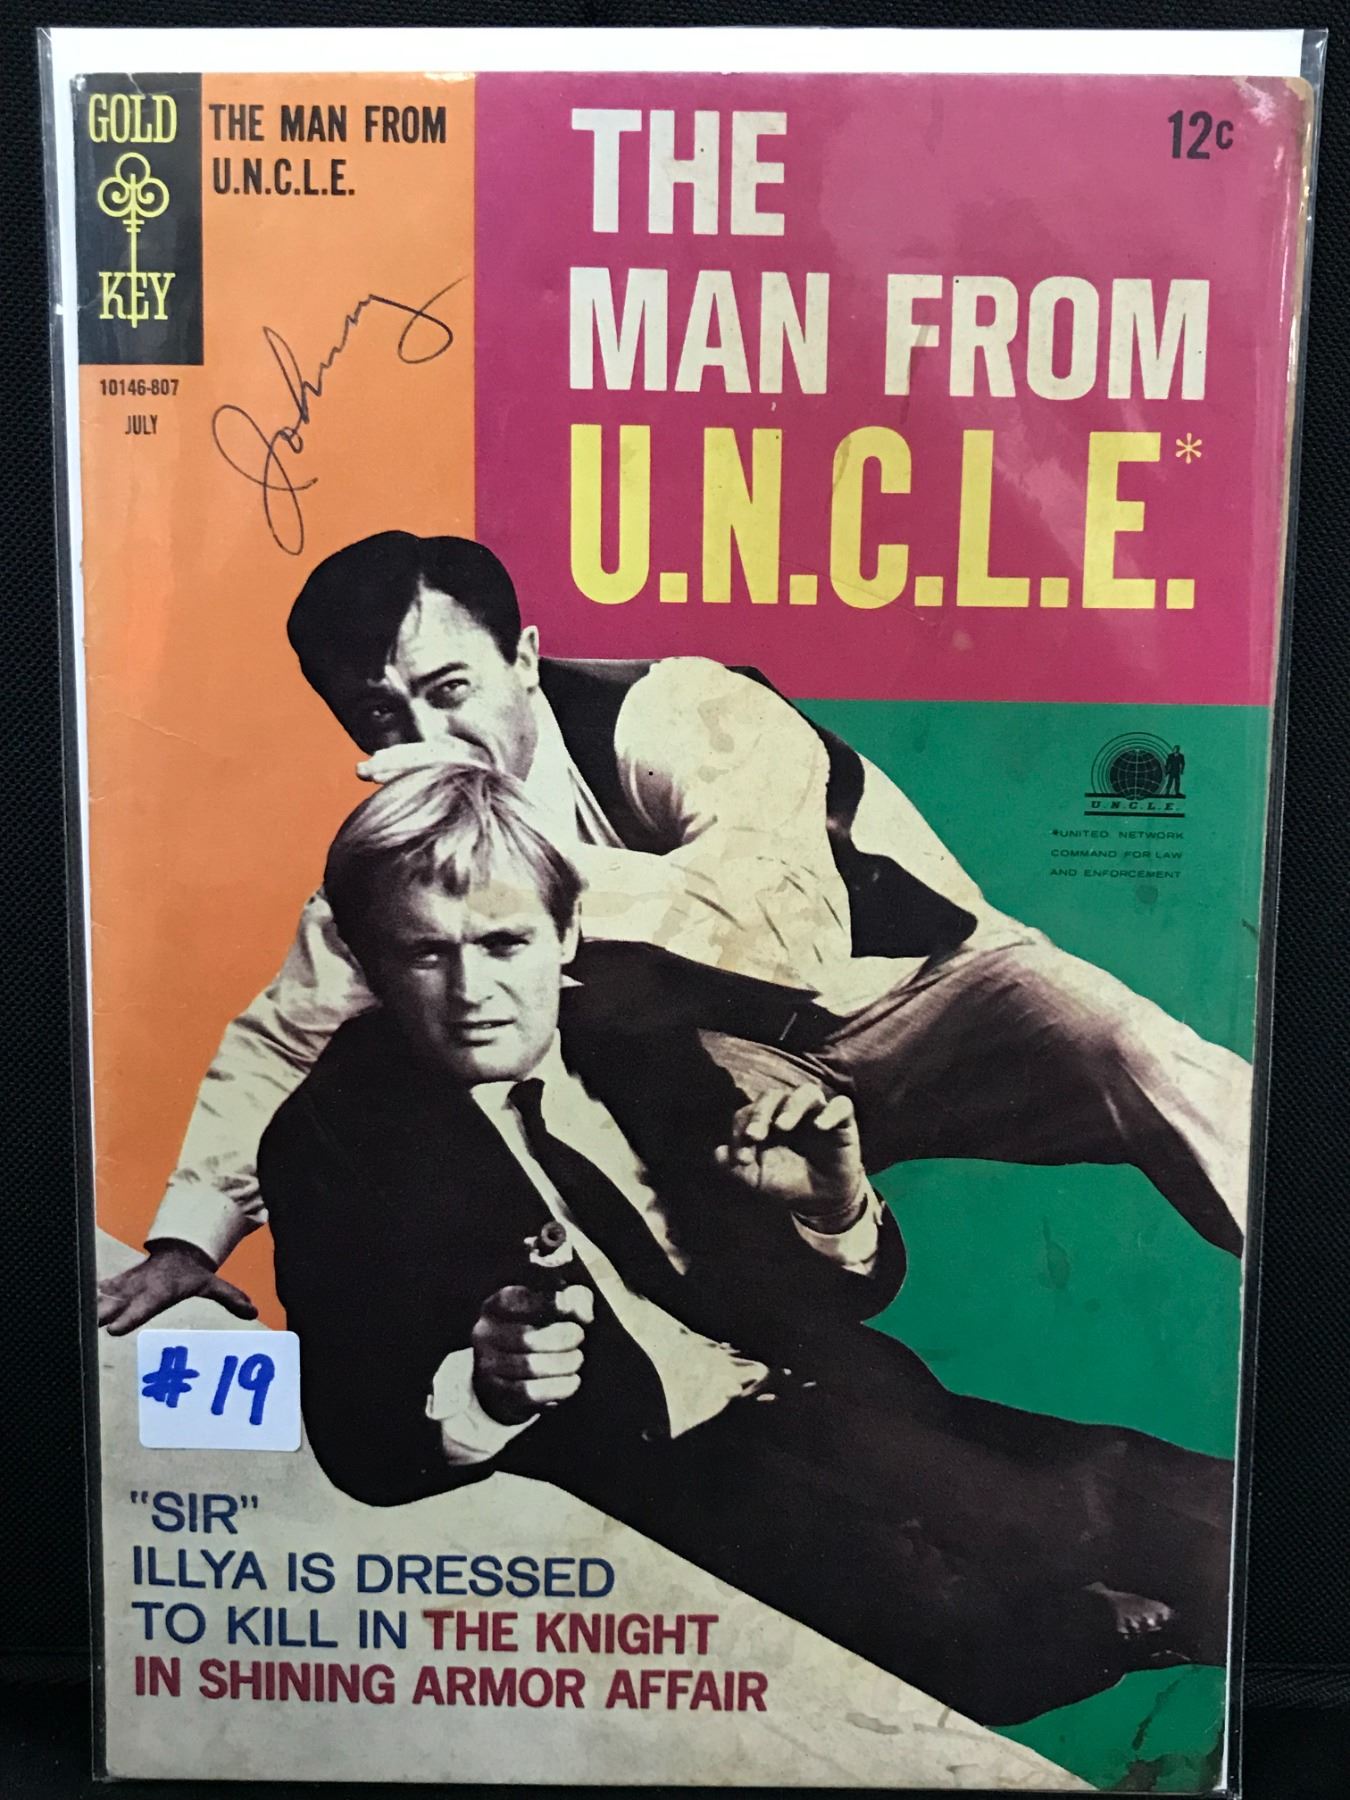 GOLD
KEY
THE MAN FROM
U.N.C.L.E.
10146-807
JULY
Johnny
12c
THE
MAN FROM
U.N.C.L.E.*
U.N.C.L.E.
*UNITED NETWORK
COMMAND FOR LAW
AND ENFORCEMENT
#19
"SIR"
ILLYA IS DRESSED
TO KILL IN THE KNIGHT
IN SHINING ARMOR AFFAIR